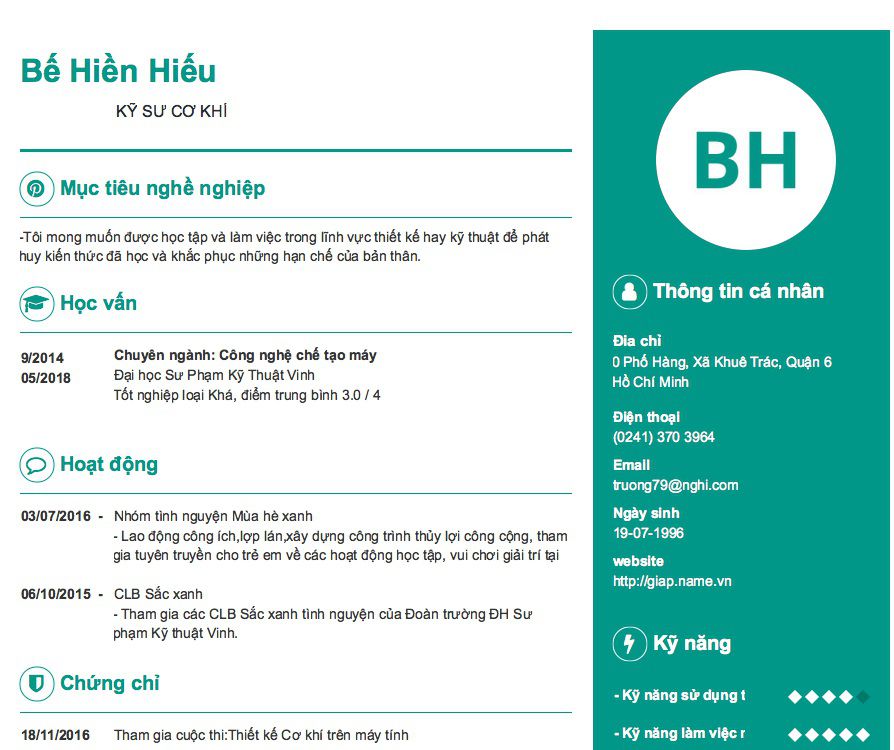 Bế Hiền Hiếu
KỸ SƯ CƠ KHÍ
Mục tiêu nghề nghiệp
-Tôi mong muốn được học tập và làm việc trong lĩnh vực thiết kế hay kỹ thuật để phát
huy kiến thức đã học và khắc phục những hạn chế của bản thân.
Học vấn
9/2014
05/2018
Chuyên ngành: Công nghệ chế tạo máy
Đại học Sư Phạm Kỹ Thuật Vinh
Tốt nghiệp loại Khá, điểm trung bình 3.0 / 4
Hoạt động
03/07/2016 - Nhóm tình nguyện Mùa hè xanh
- Lao động công ích,lợp lán,xây dựng công trình thủy lợi công cộng, tham
gia tuyên truyền cho trẻ em về các hoạt động học tập, vui chơi giải trí tại
06/10/2015 - CLB Sắc xanh
- Tham gia các CLB Sắc xanh tình nguyện của Đoàn trường ĐH Sư
phạm Kỹ thuật Vinh.
Chứng chỉ
18/11/2016 Tham gia cuộc thi:Thiết kế Cơ khí trên máy tính
BH
Thông tin cá nhân
Đia chỉ
0 Phố Hàng, Xã Khuê Trác, Quận 6
Hồ Chí Minh
Điện thoại
(0241) 370 3964
Email
truong79@nghi.com
Ngày sinh
19-07-1996
website
http://giap.name.vn
Kỹ năng
- Kỹ năng sử dụng t
- Kỹ năng làm việc